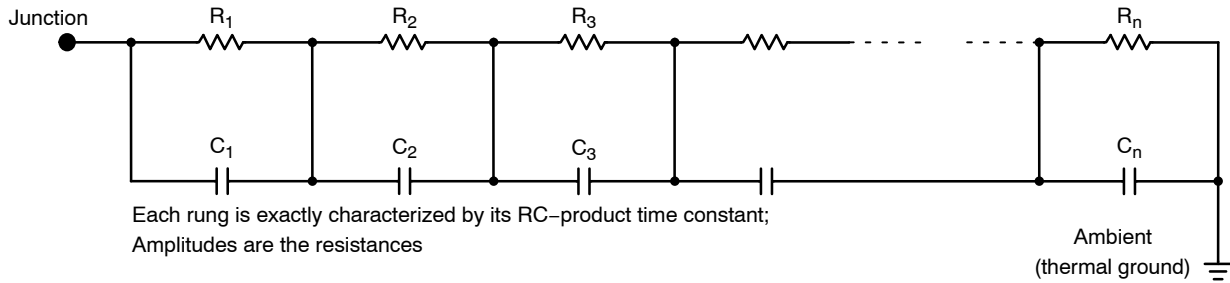 Junction
R1 R2 R3 Rn
C1 C2 C3 Cn
Each rung is exactly characterized by its RC−product time constant;
Amplitudes are the resistances
Ambient
(thermal ground)